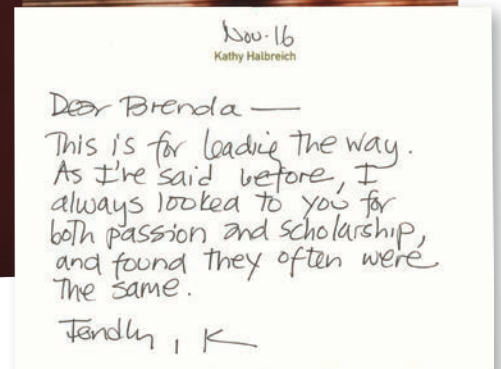 Nov. 16
Kathy Halbreich
Dear Brenda —
This is for leading the way.
As I've said before, I
always looked to you for
both passion and scholarship,
and found they often were
the same.
Fondly, K